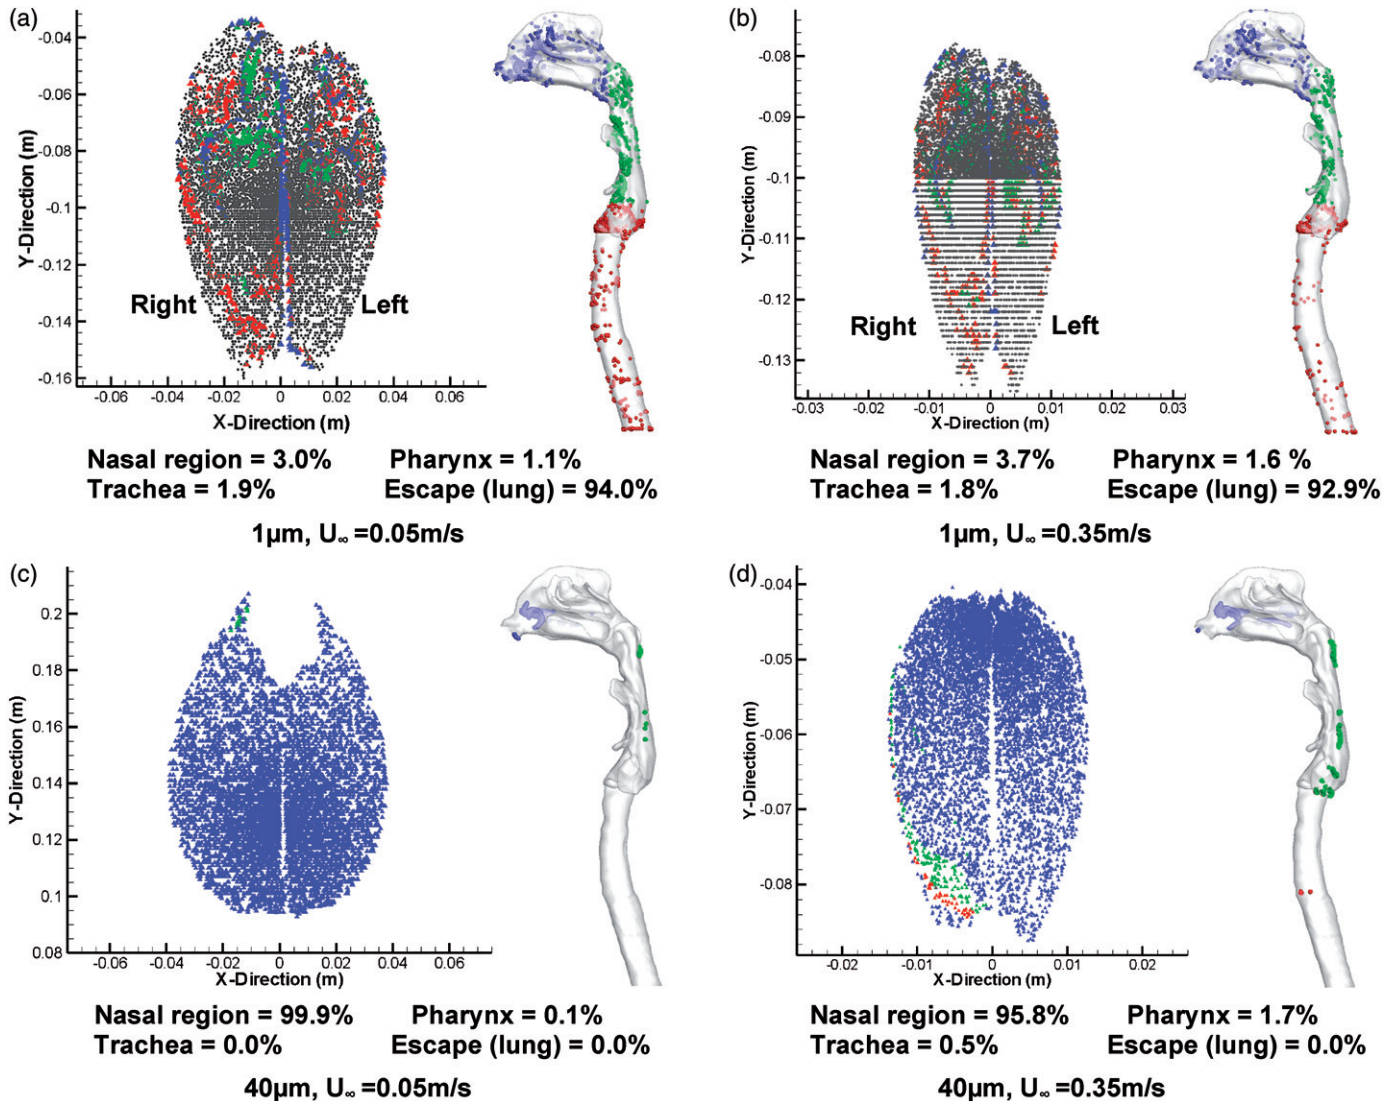 (a)
-0.04
-0.06
-0.08
-0.1
-0.12
-0.14
-0.16
Y-Direction (m)
Right
Left
-0.06 -0.04 -0.02 0 0.02 0.04 0.06
X-Direction (m)
Nasal region = 3.0% Pharynx = 1.1%
Trachea = 1.9% Escape (lung) = 94.0%
1µm, U∞ =0.05m/s
(b)
-0.08
-0.09
-0.1
-0.11
-0.12
-0.13
Y-Direction (m)
Right
Left
-0.03 -0.02 -0.01 0 0.01 0.02 0.03
X-Direction (m)
Nasal region = 3.7% Pharynx = 1.6 %
Trachea = 1.8% Escape (lung) = 92.9%
1µm, U∞ =0.35m/s
(c)
0.2
0.18
0.16
0.14
0.12
0.1
0.08
Y-Direction (m)
-0.06 -0.04 -0.02 0 0.02 0.04 0.06
X-Direction (m)
Nasal region = 99.9% Pharynx = 0.1%
Trachea = 0.0% Escape (lung) = 0.0%
40µm, U∞ =0.05m/s
(d)
-0.04
-0.05
-0.06
-0.07
-0.08
Y-Direction (m)
-0.02 -0.01 0 0.01 0.02
X-Direction (m)
Nasal region = 95.8% Pharynx = 1.7%
Trachea = 0.5% Escape (lung) = 0.0%
40µm, U∞ =0.35m/s